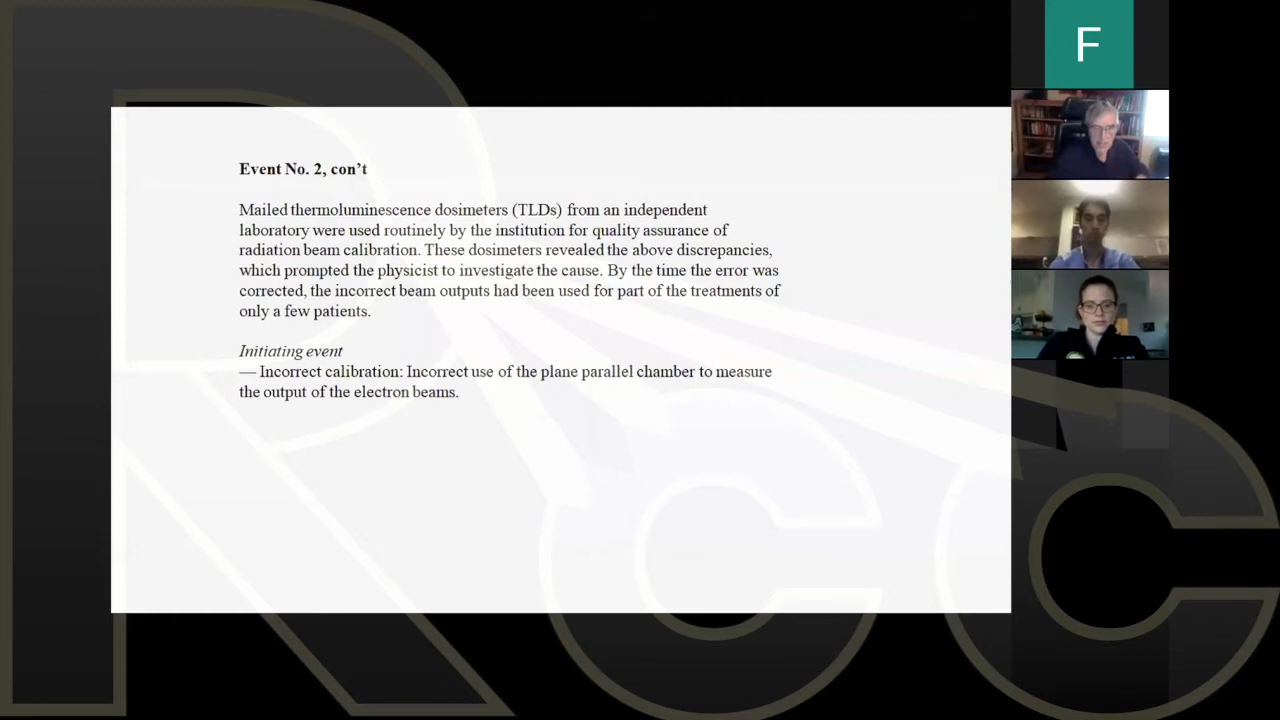 F
Event No. 2, con’t
Mailed thermoluminescence dosimeters (TLDs) from an independent
laboratory were used routinely by the institution for quality assurance of
radiation beam calibration. These dosimeters revealed the above discrepancies,
which prompted the physicist to investigate the cause. By the time the error was
corrected, the incorrect beam outputs had been used for part of the treatments of
only a few patients.
Initiating event
— Incorrect calibration: Incorrect use of the plane parallel chamber to measure
the output of the electron beams.